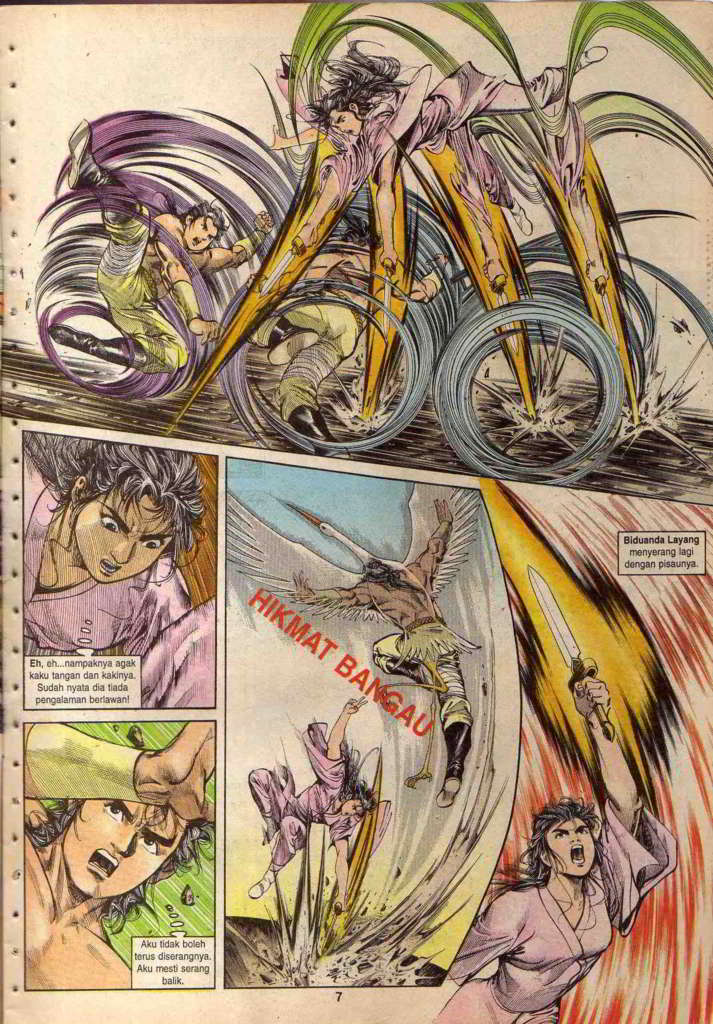 Eh, eh...nampaknya agak
kaku tangan dan kakinya.
Sudah nyata dia tiada
pengalaman berlawan!
Aku tidak boleh
terus diserangnya.
Aku mesti serang
balik.
HIKMAT BANGAU
Biduanda Layang
menyerang lagi
dengan pisaunya.
7